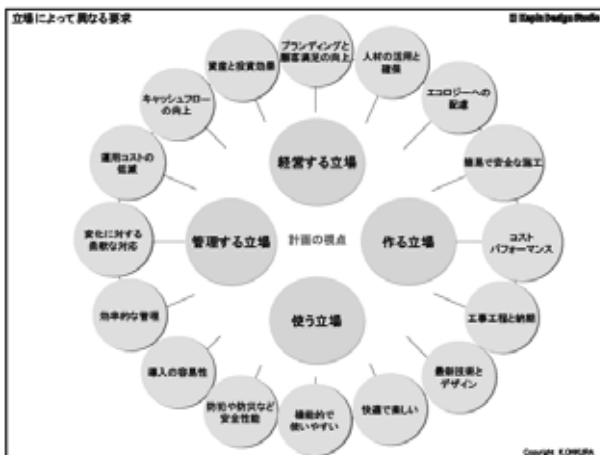 立場によって異なる要求
Kapis Design Studio
ブランディングと
顧客満足の向上
資産と投資効果
人材の活用と
確保
キャッシュフロー
の向上
エコロジーへの
配慮
経営する立場
運用コストの
低減
簡易で安全な施工
変化に対する
柔軟な対応
管理する立場
計画の視点
作る立場
コスト
パフォーマンス
効率的な管理
使う立場
工事工程と納期
導入の容易性
最新技術と
デザイン
防犯や防災など
安全性能
機能的で
使いやすい
快適で楽しい
Copyright K.OHKURA